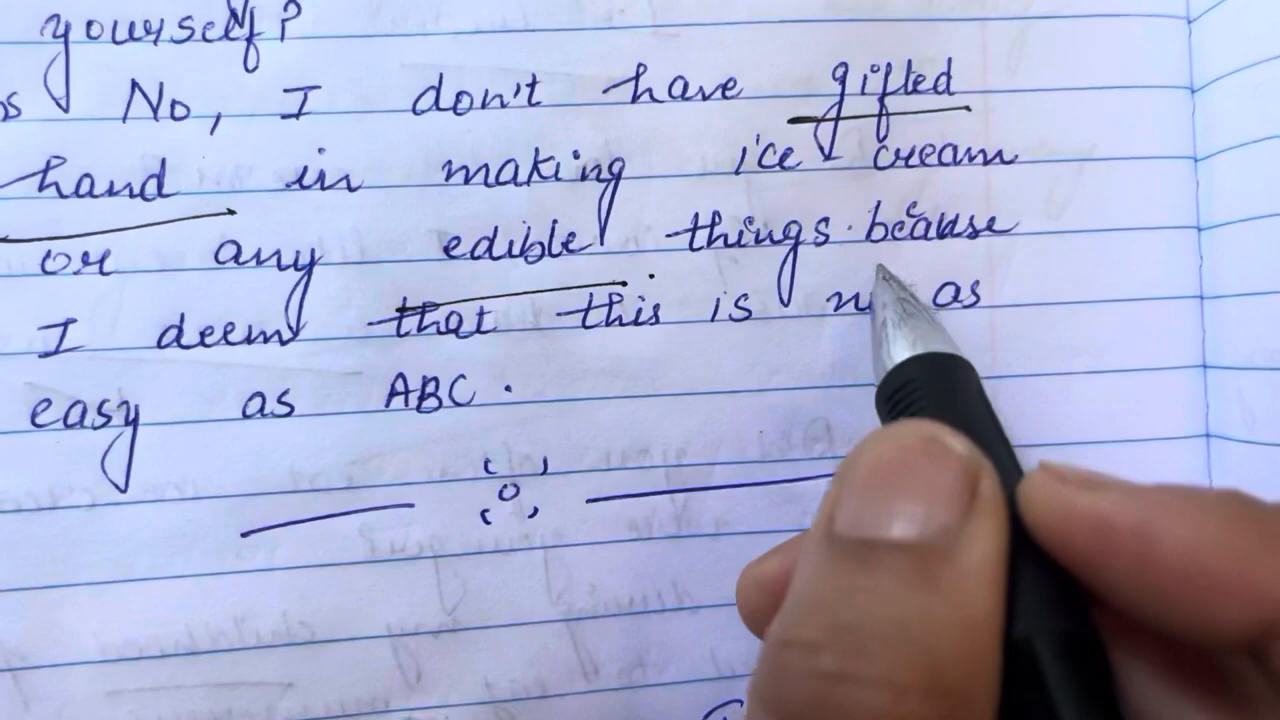 yourself?
No, I don't have gifted
hand in making ice cream
or any edible things. because
I deem that this is as
easy as ABC.